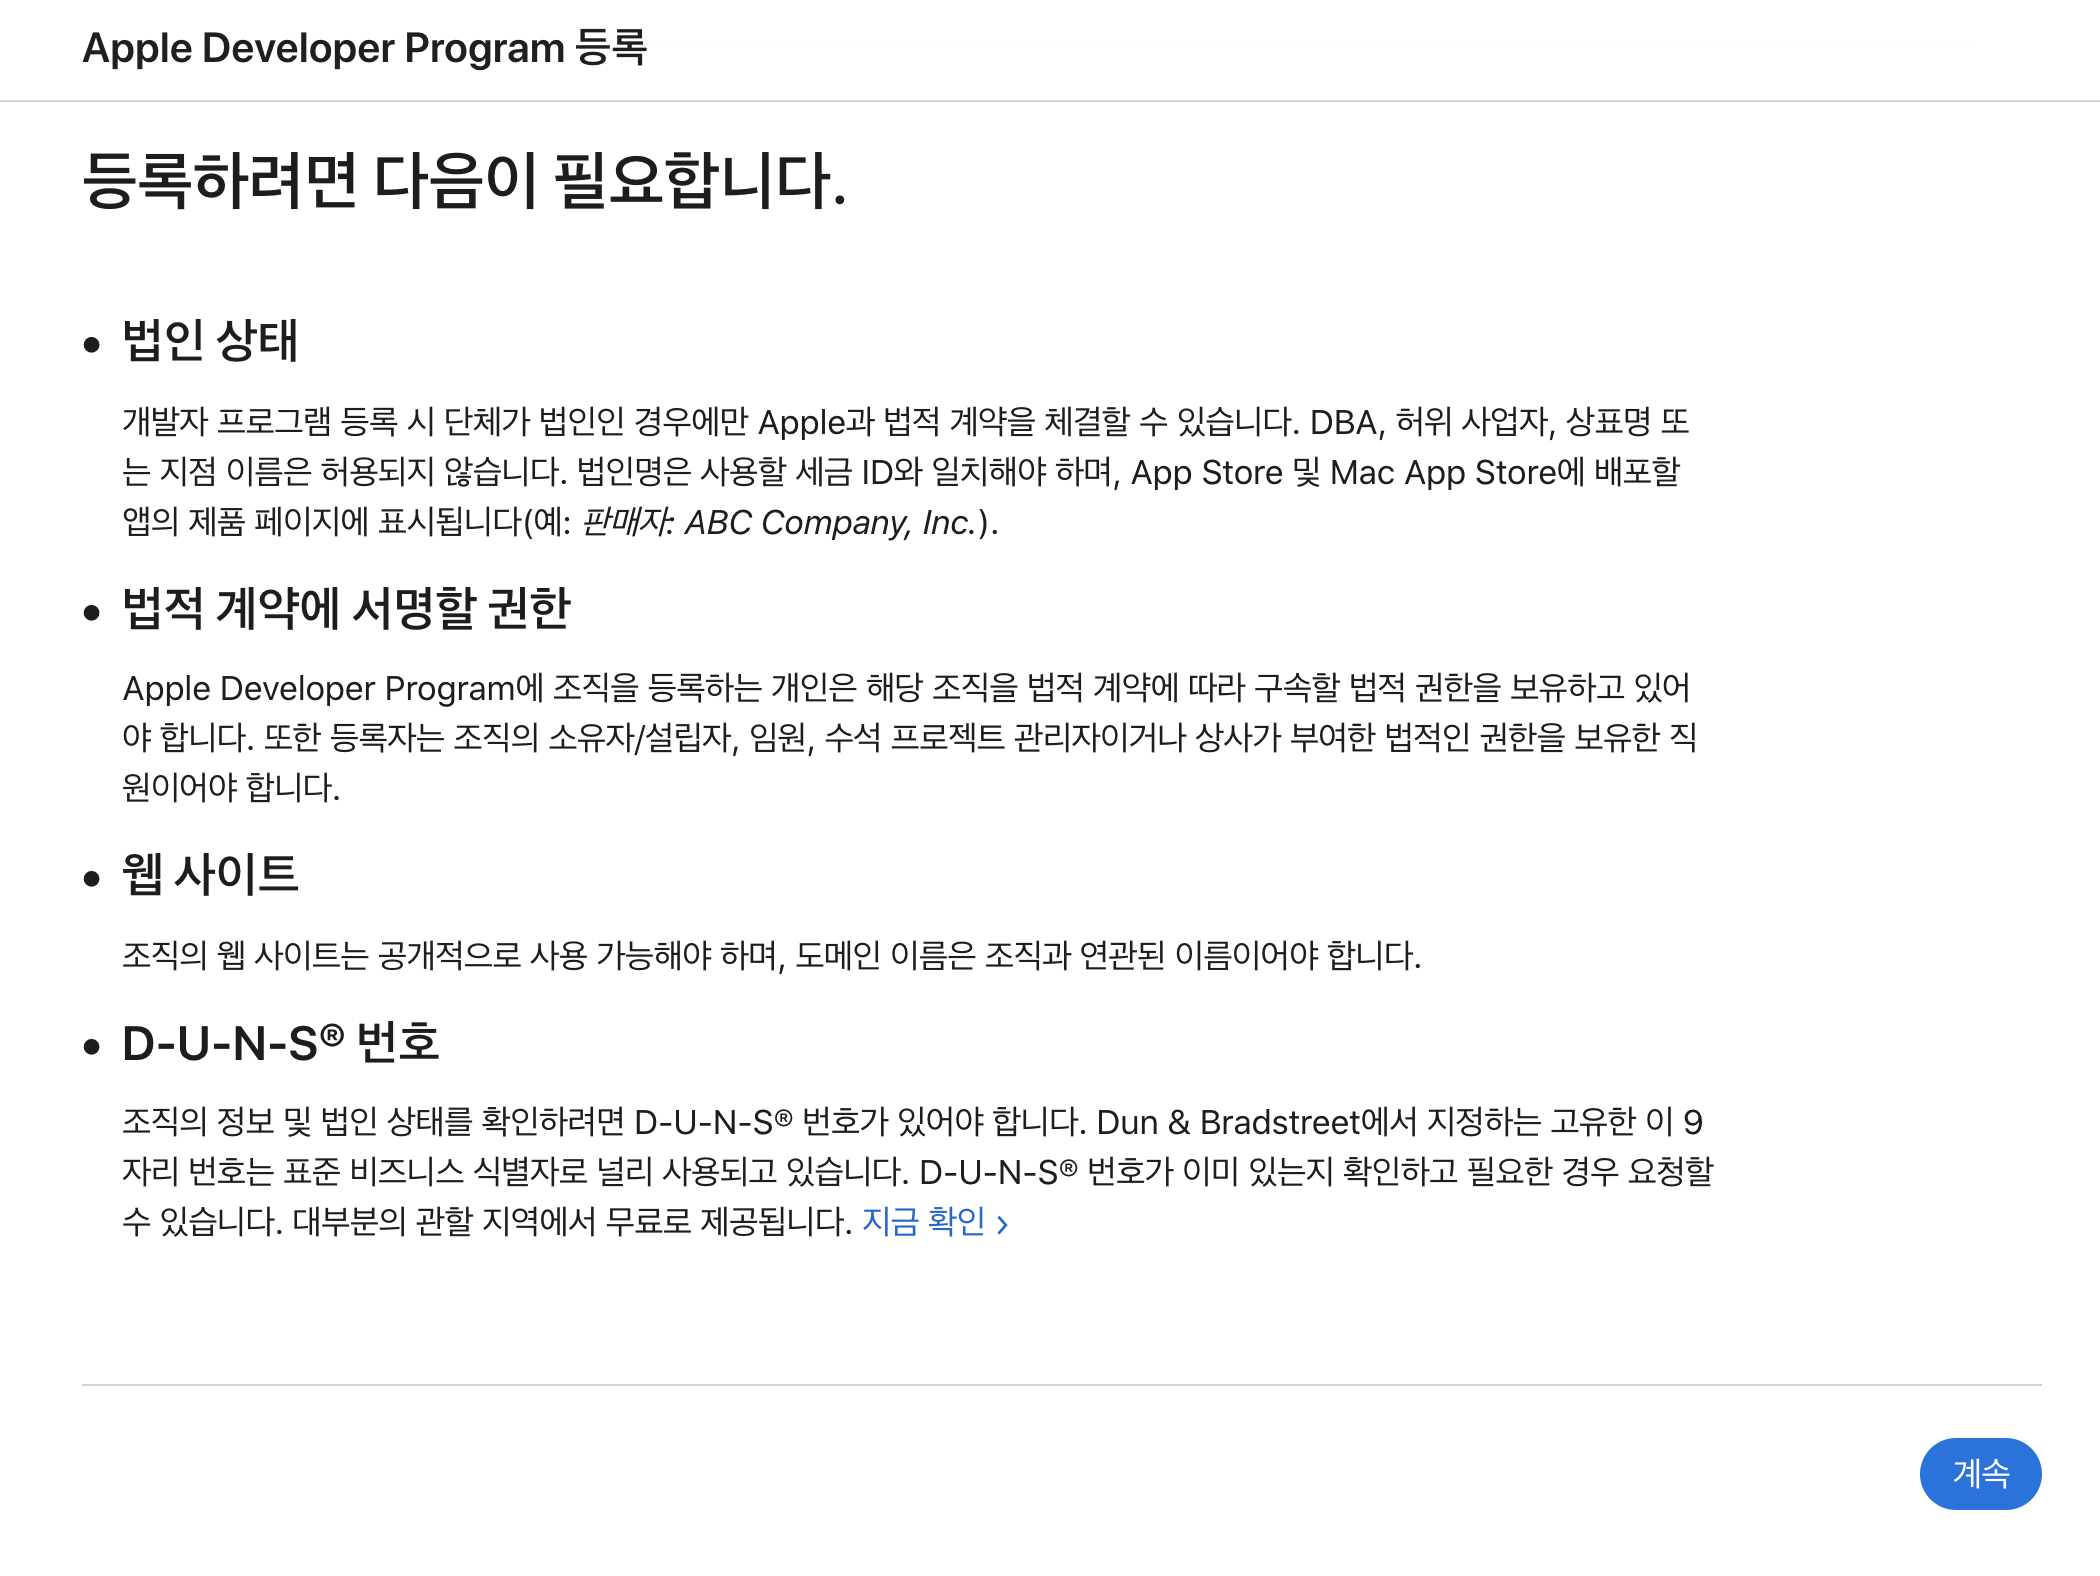 Apple Developer Program 등록
등록하려면 다음이 필요합니다.
• 법인 상태
개발자 프로그램 등록 시 단체가 법인인 경우에만 Apple과 법적 계약을 체결할 수 있습니다. DBA, 허위 사업자, 상표명 또
는 지점 이름은 허용되지 않습니다. 법인명은 사용할 세금 ID와 일치해야 하며, App Store 및 Mac App Store에 배포할
앱의 제품 페이지에 표시됩니다(예: 판매자: ABC Company, Inc.).
• 법적 계약에 서명할 권한
Apple Developer Program에 조직을 등록하는 개인은 해당 조직을 법적 계약에 따라 구속할 법적 권한을 보유하고 있어
야 합니다. 또한 등록자는 조직의 소유자/설립자, 임원, 수석 프로젝트 관리자이거나 상사가 부여한 법적인 권한을 보유한 직
원이어야 합니다.
• 웹 사이트
조직의 웹 사이트는 공개적으로 사용 가능해야 하며, 도메인 이름은 조직과 연관된 이름이어야 합니다.
• D-U-N-S® 번호
조직의 정보 및 법인 상태를 확인하려면 D-U-N-S® 번호가 있어야 합니다. Dun & Bradstreet에서 지정하는 고유한 이 9
자리 번호는 표준 비즈니스 식별자로 널리 사용되고 있습니다. D-U-N-S® 번호가 이미 있는지 확인하고 필요한 경우 요청할
수 있습니다. 대부분의 관할 지역에서 무료로 제공됩니다. 지금 확인 >
계속